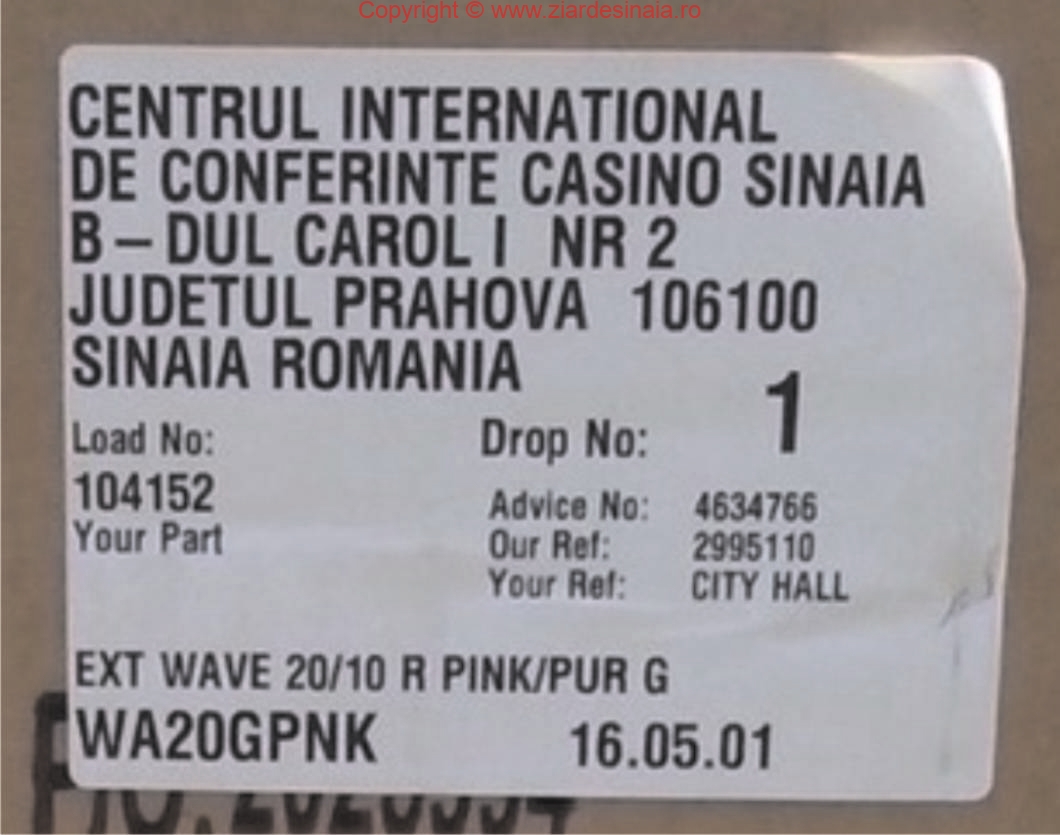 Copyright © www.ziardesinaia.ro
CENTRUL INTERNATIONAL
DE CONFERINTE CASINO SINAIA
B – DUL CAROL I NR 2
JUDETUL PRAHOVA 106100
SINAIA ROMANIA
Load No: Drop No: 1
104152
Advice No: 4634766
Your Part Our Ref: 2995110
Your Ref: CITY HALL
EXT WAVE 20/10 R PINK/PUR G
WA20GPNK 16.05.01